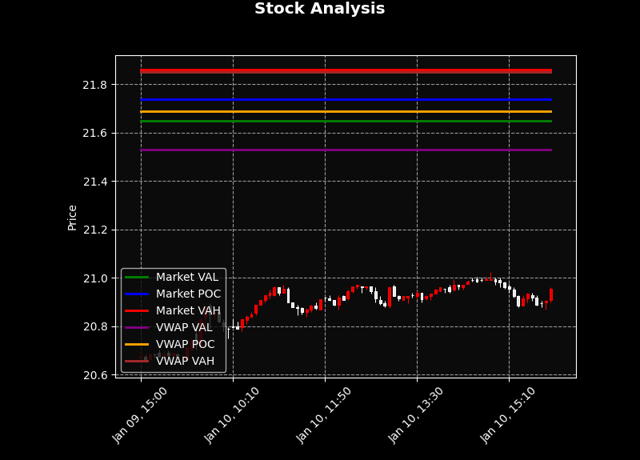 Stock Analysis
Price
21.8
21.6
21.4
21.2
21.0
20.8
20.6
Market VAL
Market POC
Market VAH
VWAP VAL
VWAP POC
VWAP VAH
Jan 09, 15:00
Jan 10, 10:10
Jan 10, 11:50
Jan 10, 13:30
Jan 10, 15:10